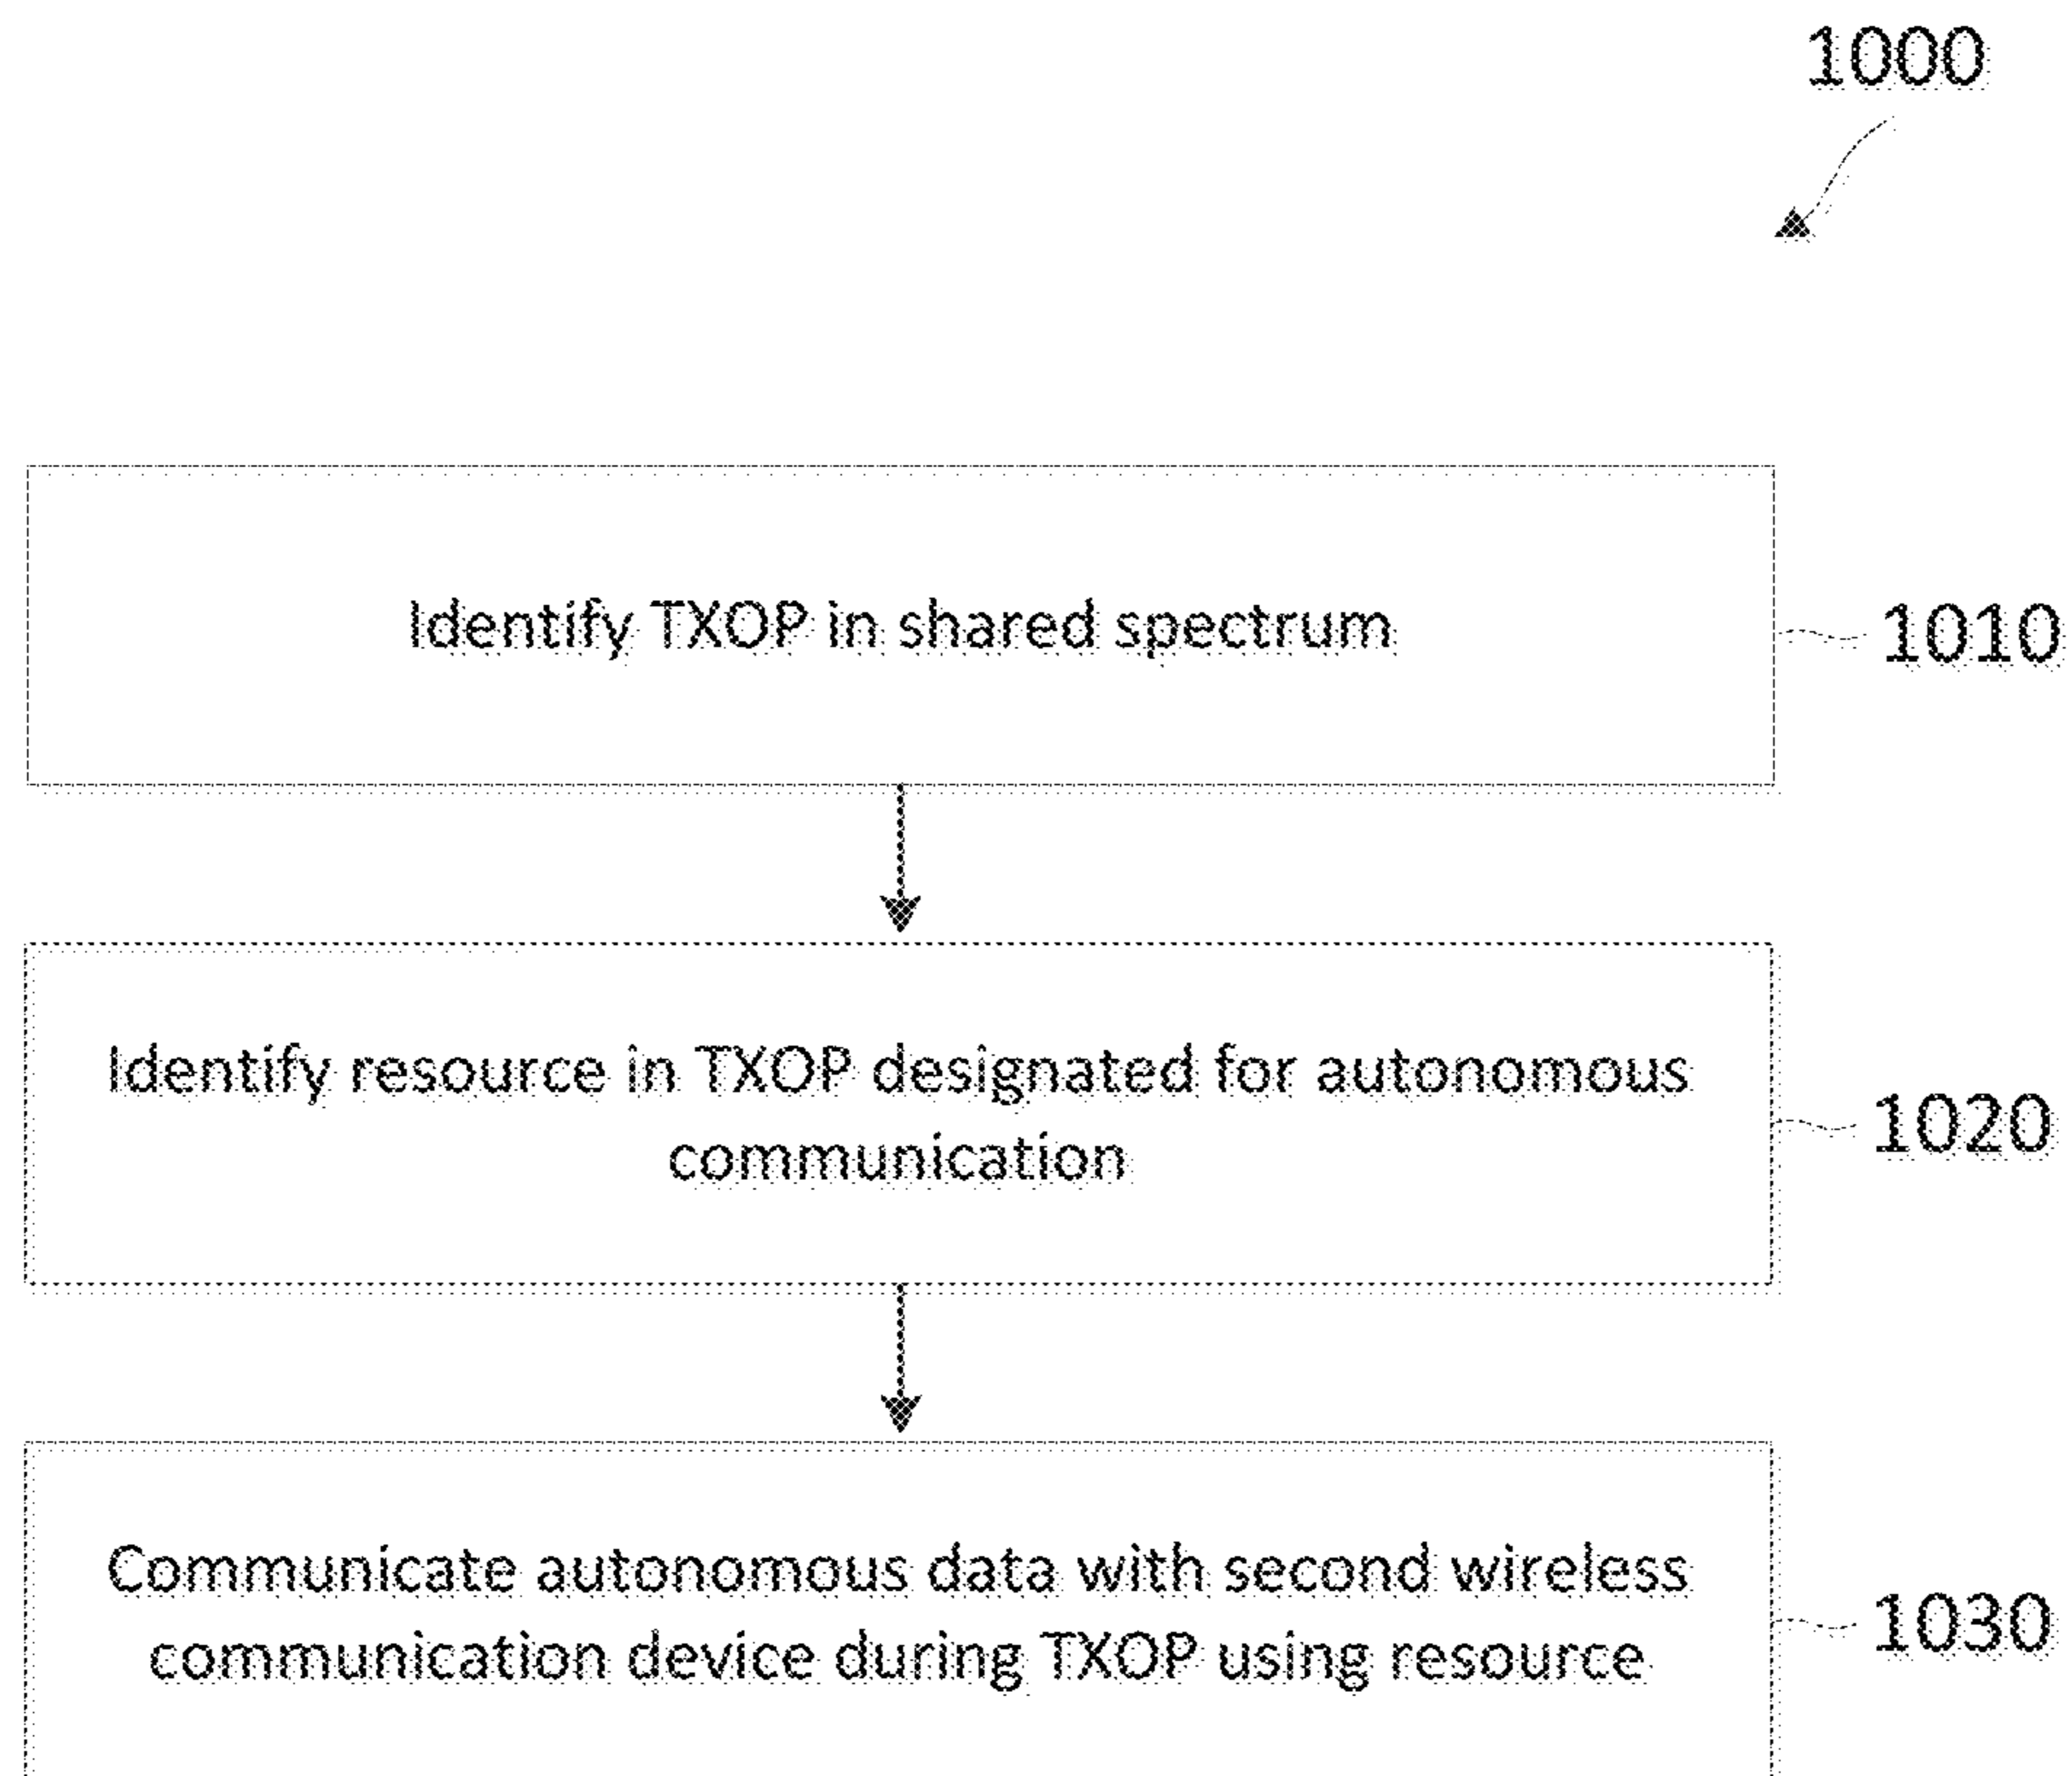 1000
Identify TXOP in shared spectrum
1010
Identify resource in TXOP designated for autonomous
communication
1020
Communicate autonomous data with second wireless
communication device during TXOP using resource
1030